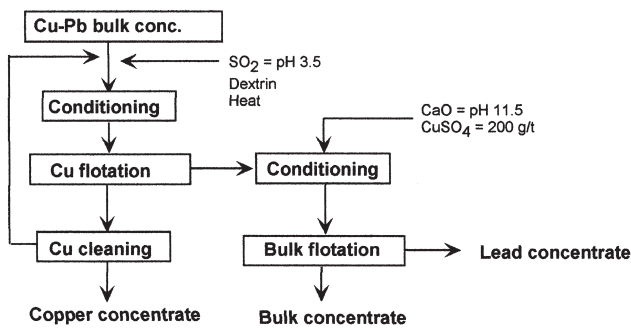 Cu-Pb bulk conc.
SO2 = pH 3.5
Dextrin
Heat
Conditioning
CaO = pH 11.5
CuSO4 = 200 g/t
Cu flotation
Conditioning
Cu cleaning
Bulk flotation
Lead concentrate
Copper concentrate
Bulk concentrate